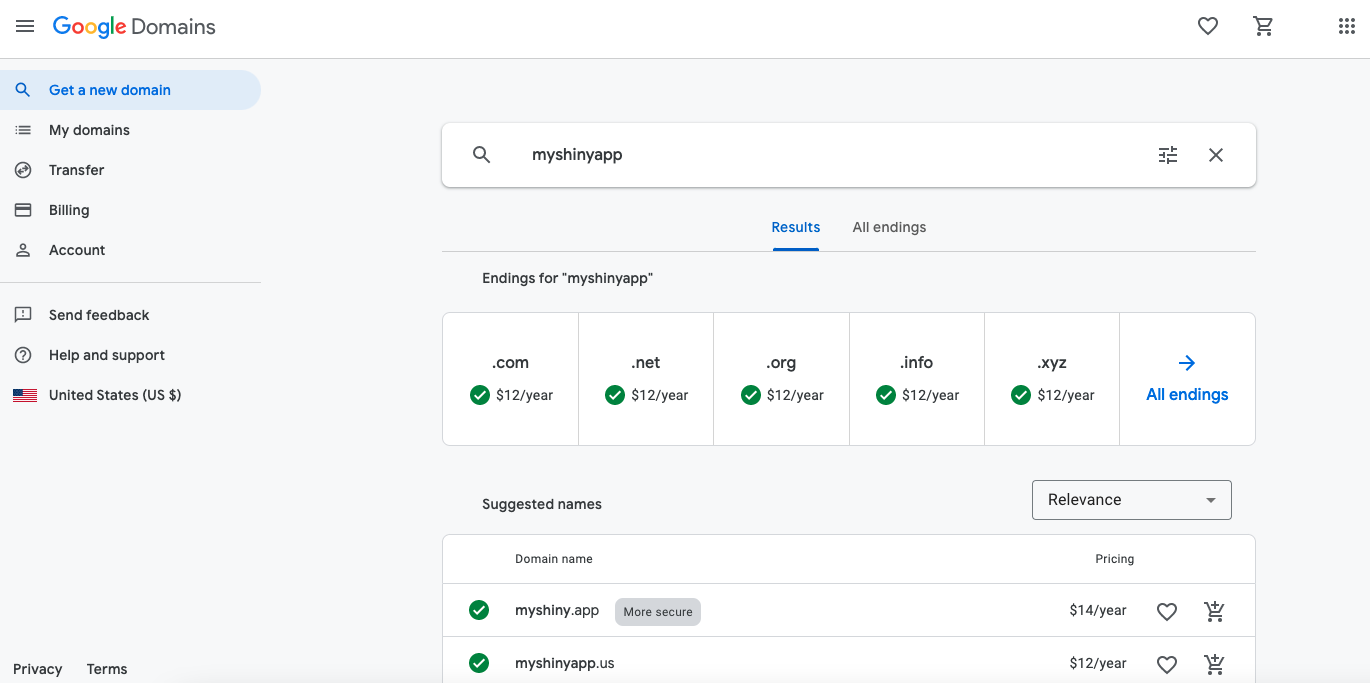 Google Domains
Get a new domain
My domains
Transfer
Billing
Account
Send feedback
Help and support
United States (US $)
Privacy Terms
myshinyapp
Results All endings
Endings for "myshinyapp"
.com .net .org .info .xyz
$12/year $12/year $12/year $12/year $12/year All endings
Suggested names Relevance
Domain name Pricing
myshiny.app More secure $14/year
myshinyapp.us $12/year